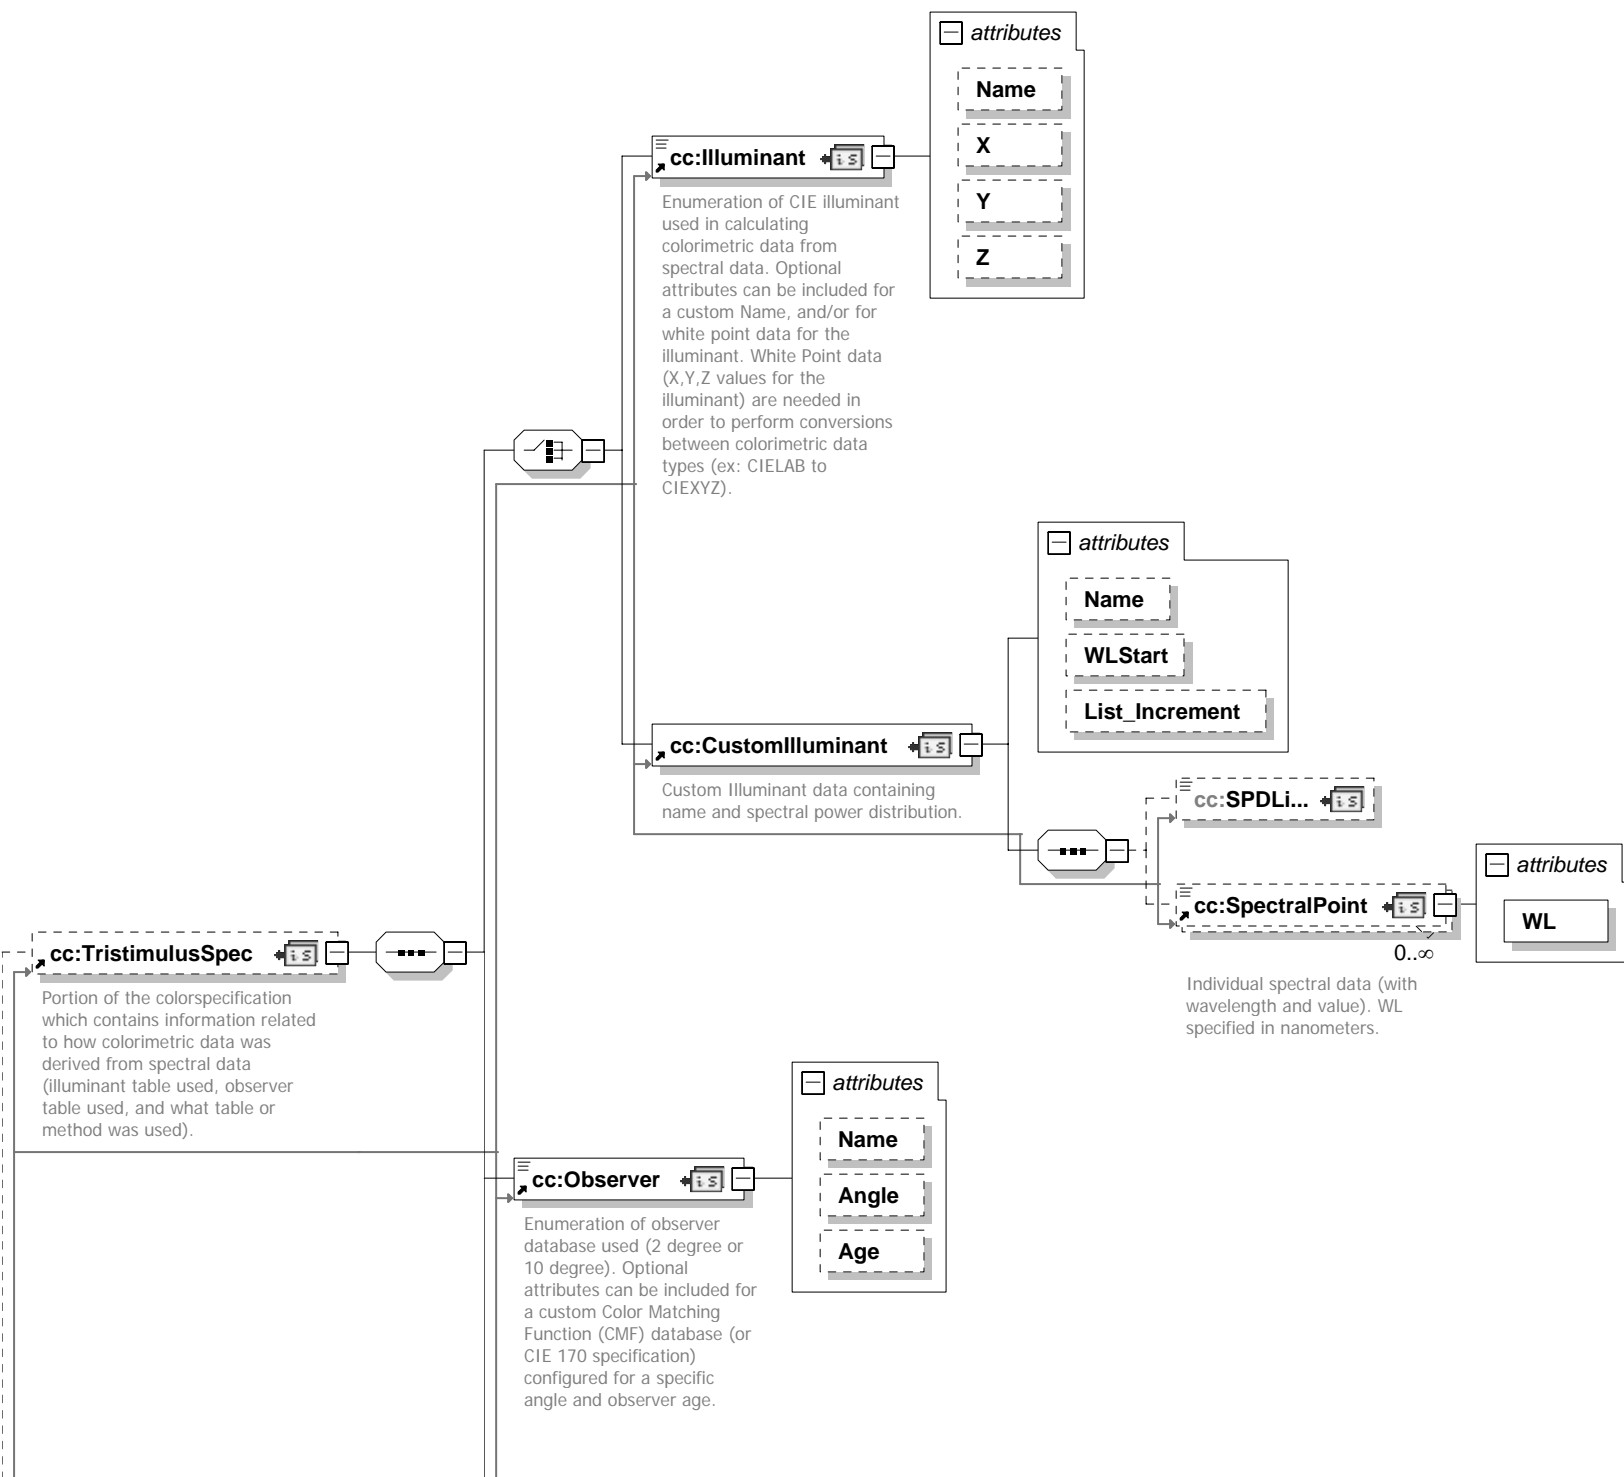 attributes
Name
X
Y
Z
cc:Illuminant
Enumeration of CIE illuminant
used in calculating
colorimetric data from
spectral data. Optional
attributes can be included for
a custom Name, and/or for
white point data for the
illuminant. White Point data
(X,Y,Z values for the
illuminant) are needed in
order to perform conversions
between colorimetric data
types (ex: CIELAB to
CIEXYZ).
attributes
Name
WLStart
List_Increment
cc:CustomIlluminant
Custom Illuminant data containing
name and spectral power distribution.
cc:SPDLi...
attributes
WL
cc:SpectralPoint
0..∞
Individual spectral data (with
wavelength and value). WL
specified in nanometers.
cc:TristimulusSpec
Portion of the colorspecification
which contains information related
to how colorimetric data was
derived from spectral data
(illuminant table used, observer
table used, and what table or
method was used).
attributes
Name
Angle
Age
cc:Observer
Enumeration of observer
database used (2 degree or
10 degree). Optional
attributes can be included for
a custom Color Matching
Function (CMF) database (or
CIE 170 specification)
configured for a specific
angle and observer age.